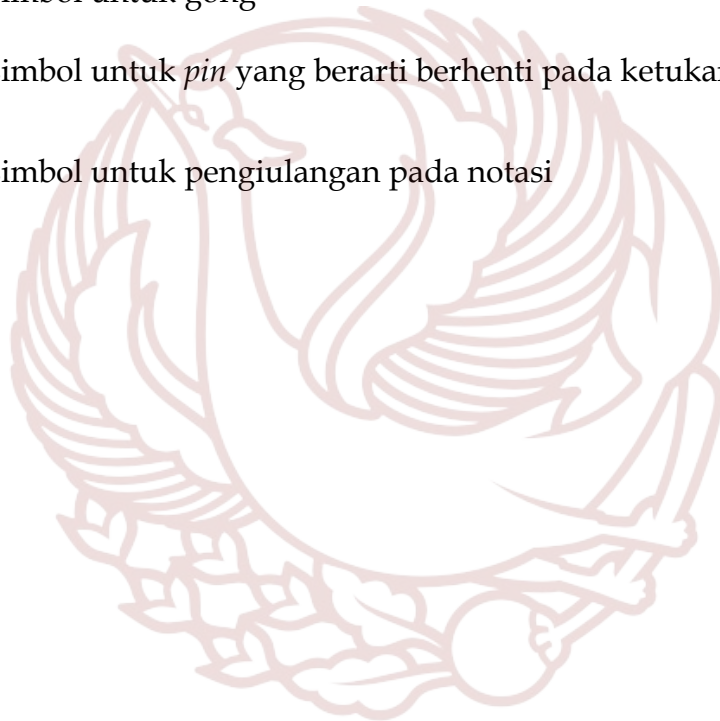 imbol untuk gong
imbol untuk pin yang berarti berhenti pada ketukan
imbol untuk pengiulangan pada notasi